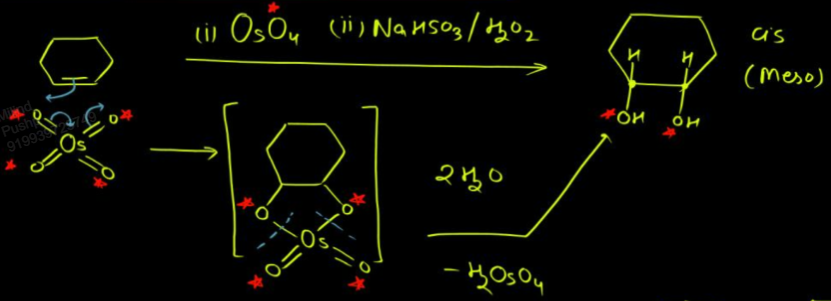 (i) OsO4 (ii) NaHSO3/H2O2
cis
(Meso)
H H
OH OH
O O
Os
O O
O O
Os
O O
2H2O
-H2OsO4